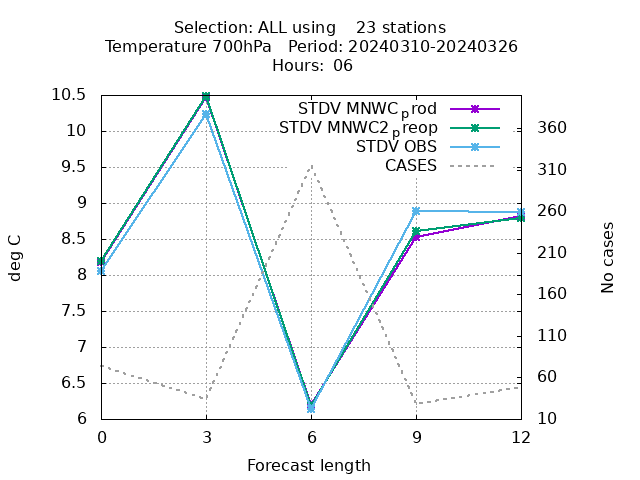 Selection: ALL using    23 stations
Temperature 700hPa   Period: 20240310-20240326
Hours:  06
STDV MNWC_prod
STDV MNWC2_preop
STDV OBS
CASES
10.5
10
9.5
9
8.5
8
7.5
7
6.5
6
deg C
360
310
260
210
160
110
60
10
No cases
0 3 6 9 12
Forecast length